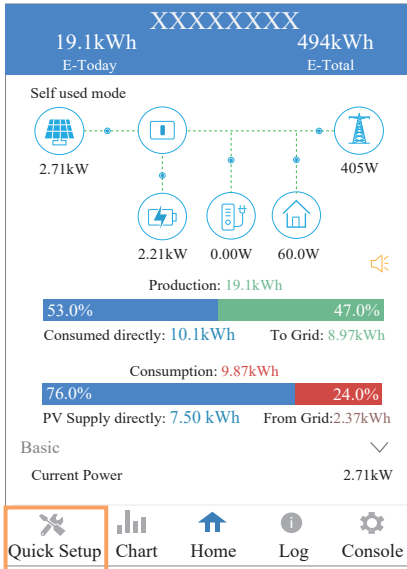 XXXXXXXX
19.1kWh 494kWh
E-Today E-Total
Self used mode
2.71kW 405W
2.21kW 0.00W 60.0W
Production: 19.1kWh
53.0% 47.0%
Consumed directly: 10.1kWh To Grid: 8.97kWh
Consumption: 9.87kWh
76.0% 24.0%
PV Supply directly: 7.50 kWh From Grid:2.37kWh
Basic
Current Power 2.71kW
Quick Setup Chart Home Log Console